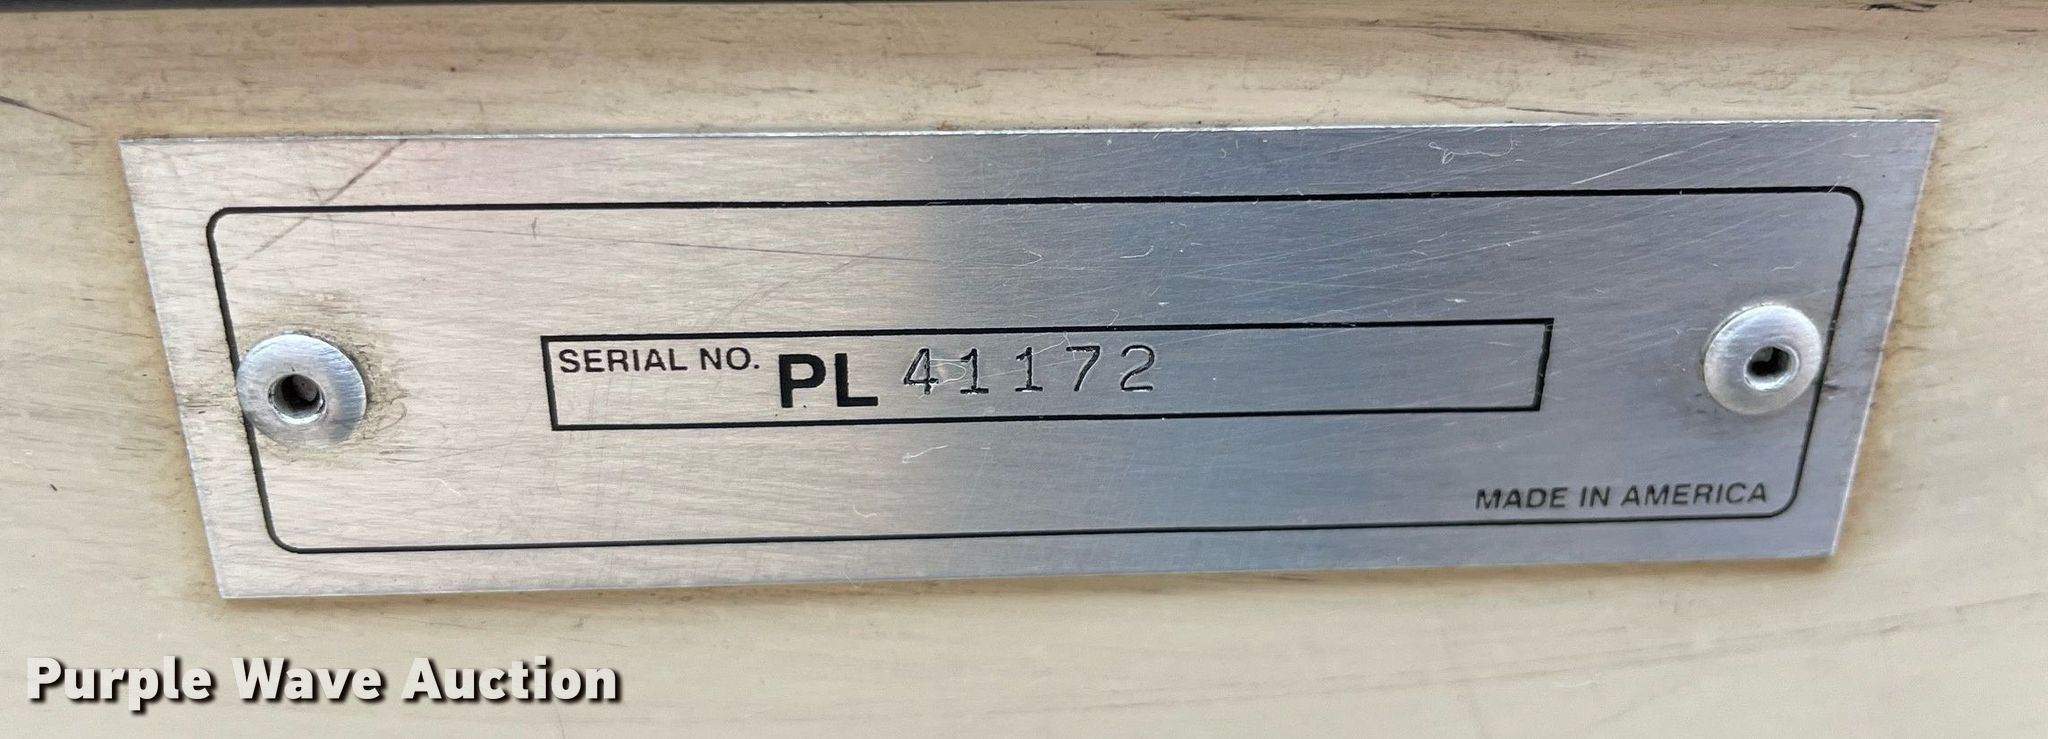 SERIAL NO. PL 41172
MADE IN AMERICA
Purple Wave Auction